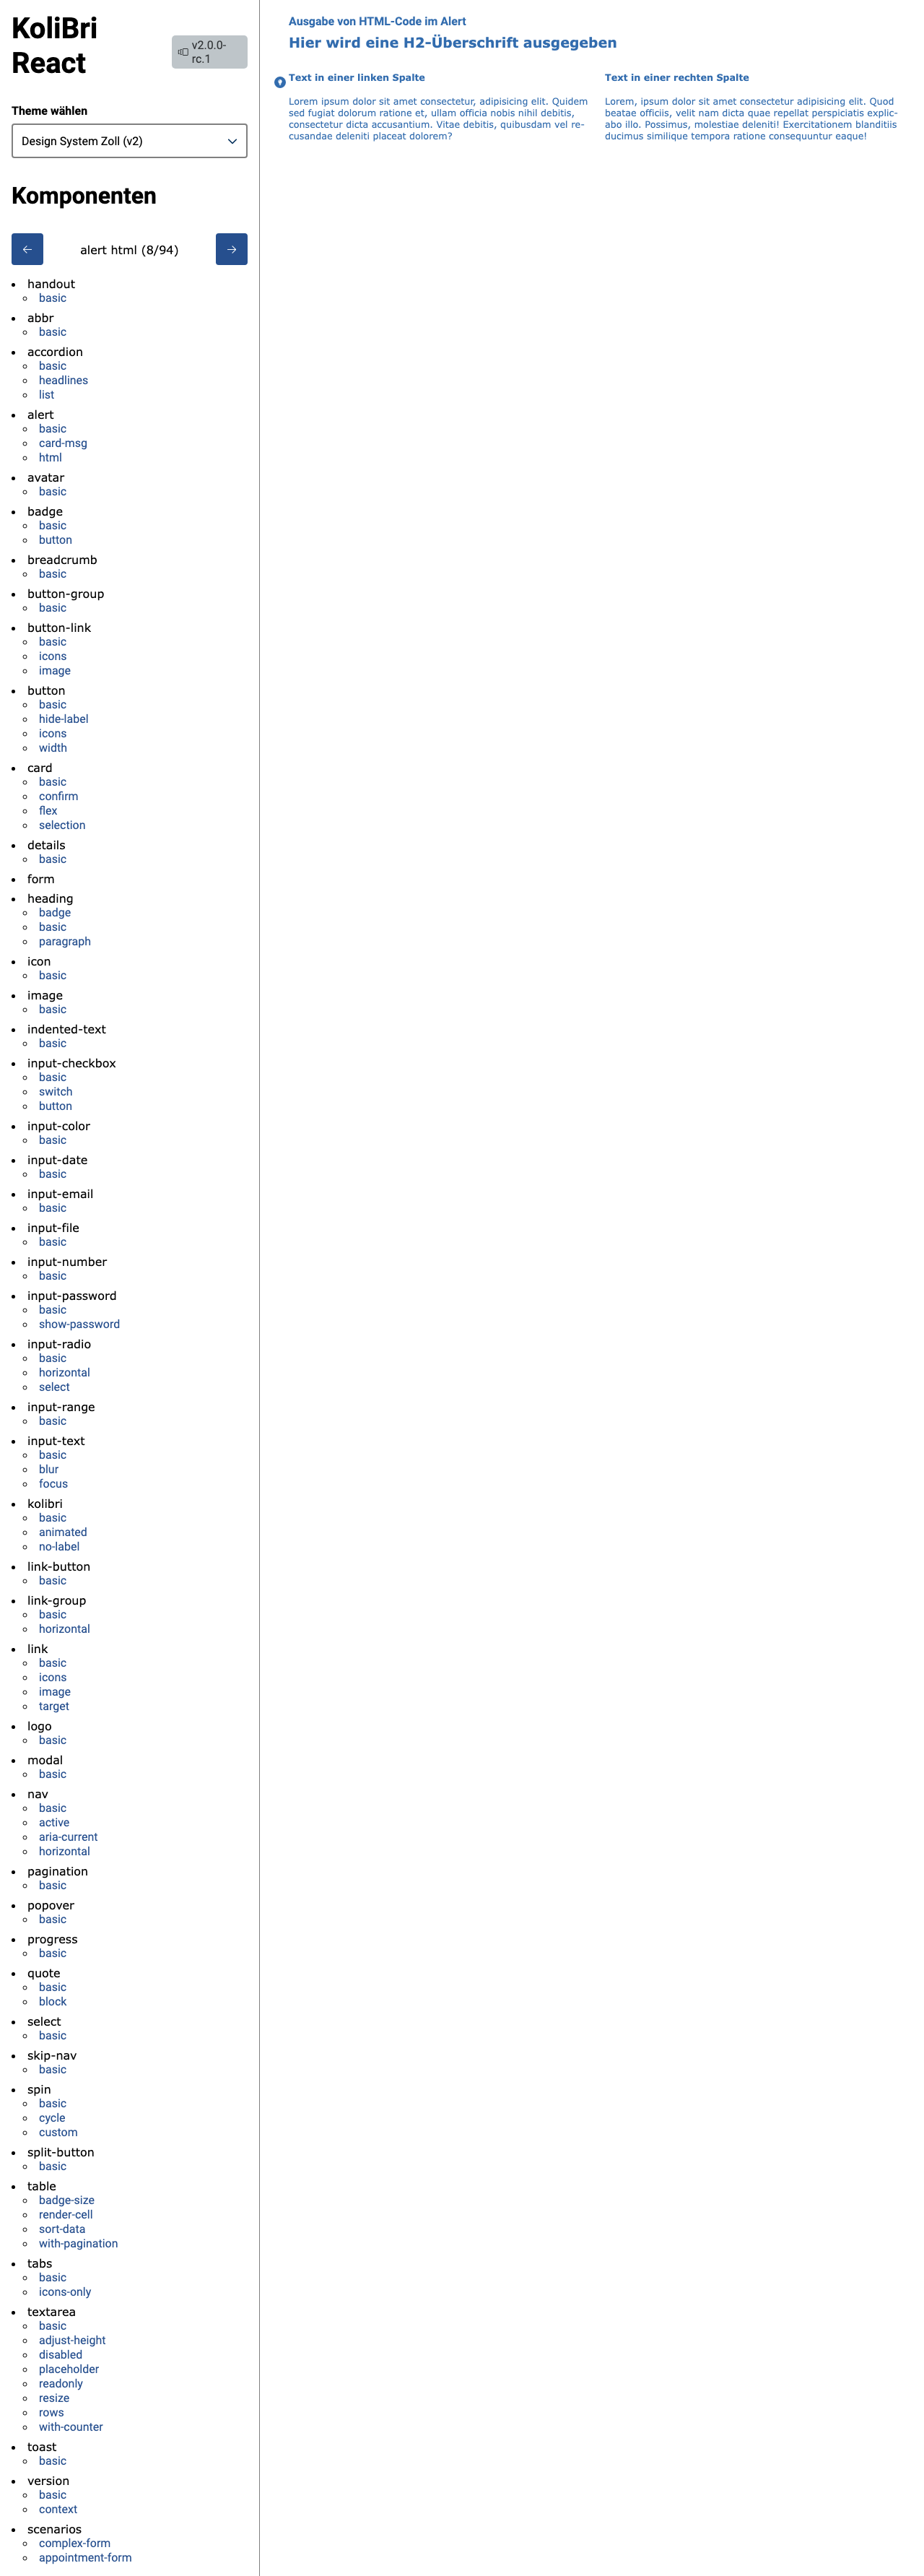 KoliBri
React
v2.0.0-
rc.1
Theme wählen
Design System Zoll (v2)
Komponenten
alert html (8/94)
handout
basic
abbr
basic
accordion
basic
headlines
list
alert
basic
card-msg
html
avatar
basic
badge
basic
button
breadcrumb
basic
button-group
basic
button-link
basic
icons
image
button
basic
hide-label
icons
width
card
basic
confirm
flex
selection
details
basic
form
heading
badge
basic
paragraph
icon
basic
image
basic
indented-text
basic
input-checkbox
basic
switch
button
input-color
basic
input-date
basic
input-email
basic
input-file
basic
input-number
basic
input-password
basic
show-password
input-radio
basic
horizontal
select
input-range
basic
input-text
basic
blur
focus
kolibri
basic
animated
no-label
link-button
basic
link-group
basic
horizontal
link
basic
icons
image
target
logo
basic
modal
basic
nav
basic
active
aria-current
horizontal
pagination
basic
popover
basic
progress
basic
quote
basic
block
select
basic
skip-nav
basic
spin
basic
cycle
custom
split-button
basic
table
badge-size
render-cell
sort-data
with-pagination
tabs
basic
icons-only
textarea
basic
adjust-height
disabled
placeholder
readonly
resize
rows
with-counter
toast
basic
version
basic
context
scenarios
complex-form
appointment-form
Ausgabe von HTML-Code im Alert
Hier wird eine H2-Überschrift ausgegeben
Text in einer linken Spalte
Lorem ipsum dolor sit amet consectetur, adipisicing elit. Quidem
sed fugiat dolorum ratione et, ullam officia nobis nihil debitis,
consectetur dicta accusantium. Vitae debitis, quibusdam vel re-
cusandae deleniti placeat dolorem?
Text in einer rechten Spalte
Lorem, ipsum dolor sit amet consectetur adipisicing elit. Quod
beatae officiis, velit nam dicta quae repellat perspiciatis explic-
abo illo. Possimus, molestiae deleniti! Exercitationem blanditiis
ducimus similique tempora ratione consequuntur eaque!